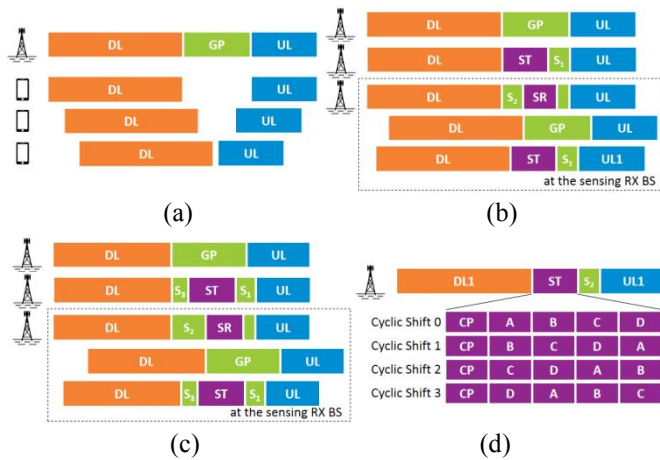 DL GP UL
DL UL
DL UL
DL UL
(a)
DL GP UL
DL ST S₁ UL
DL S₂ SR UL
DL GP UL
DL ST S₁ UL1
at the sensing RX BS
(b)
DL GP UL
DL S₃ ST S₁ UL
DL S₂ SR UL
DL GP UL
DL S₃ ST S₁ UL
at the sensing RX BS
(c)
DL1 ST S₂ UL1
Cyclic Shift 0 CP A B C D
Cyclic Shift 1 CP B C D A
Cyclic Shift 2 CP C D A B
Cyclic Shift 3 CP D A B C
(d)